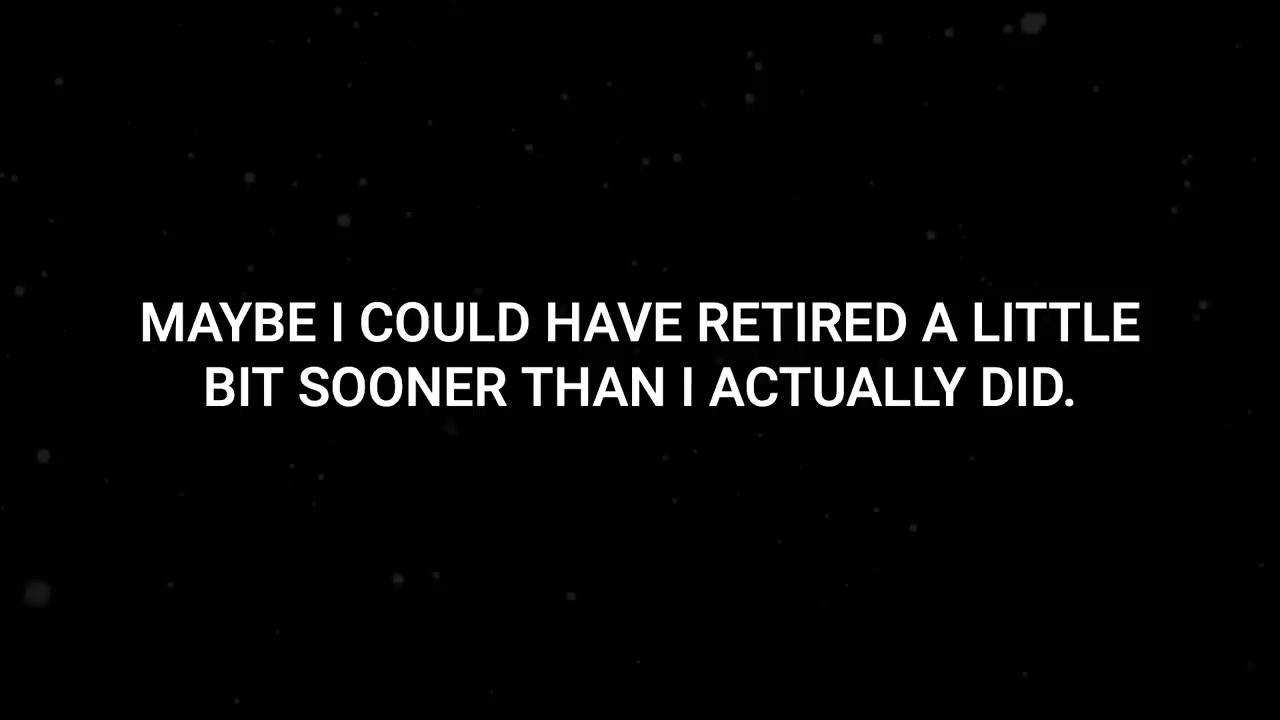 MAYBE I COULD HAVE RETIRED A LITTLE
BIT SOONER THAN I ACTUALLY DID.